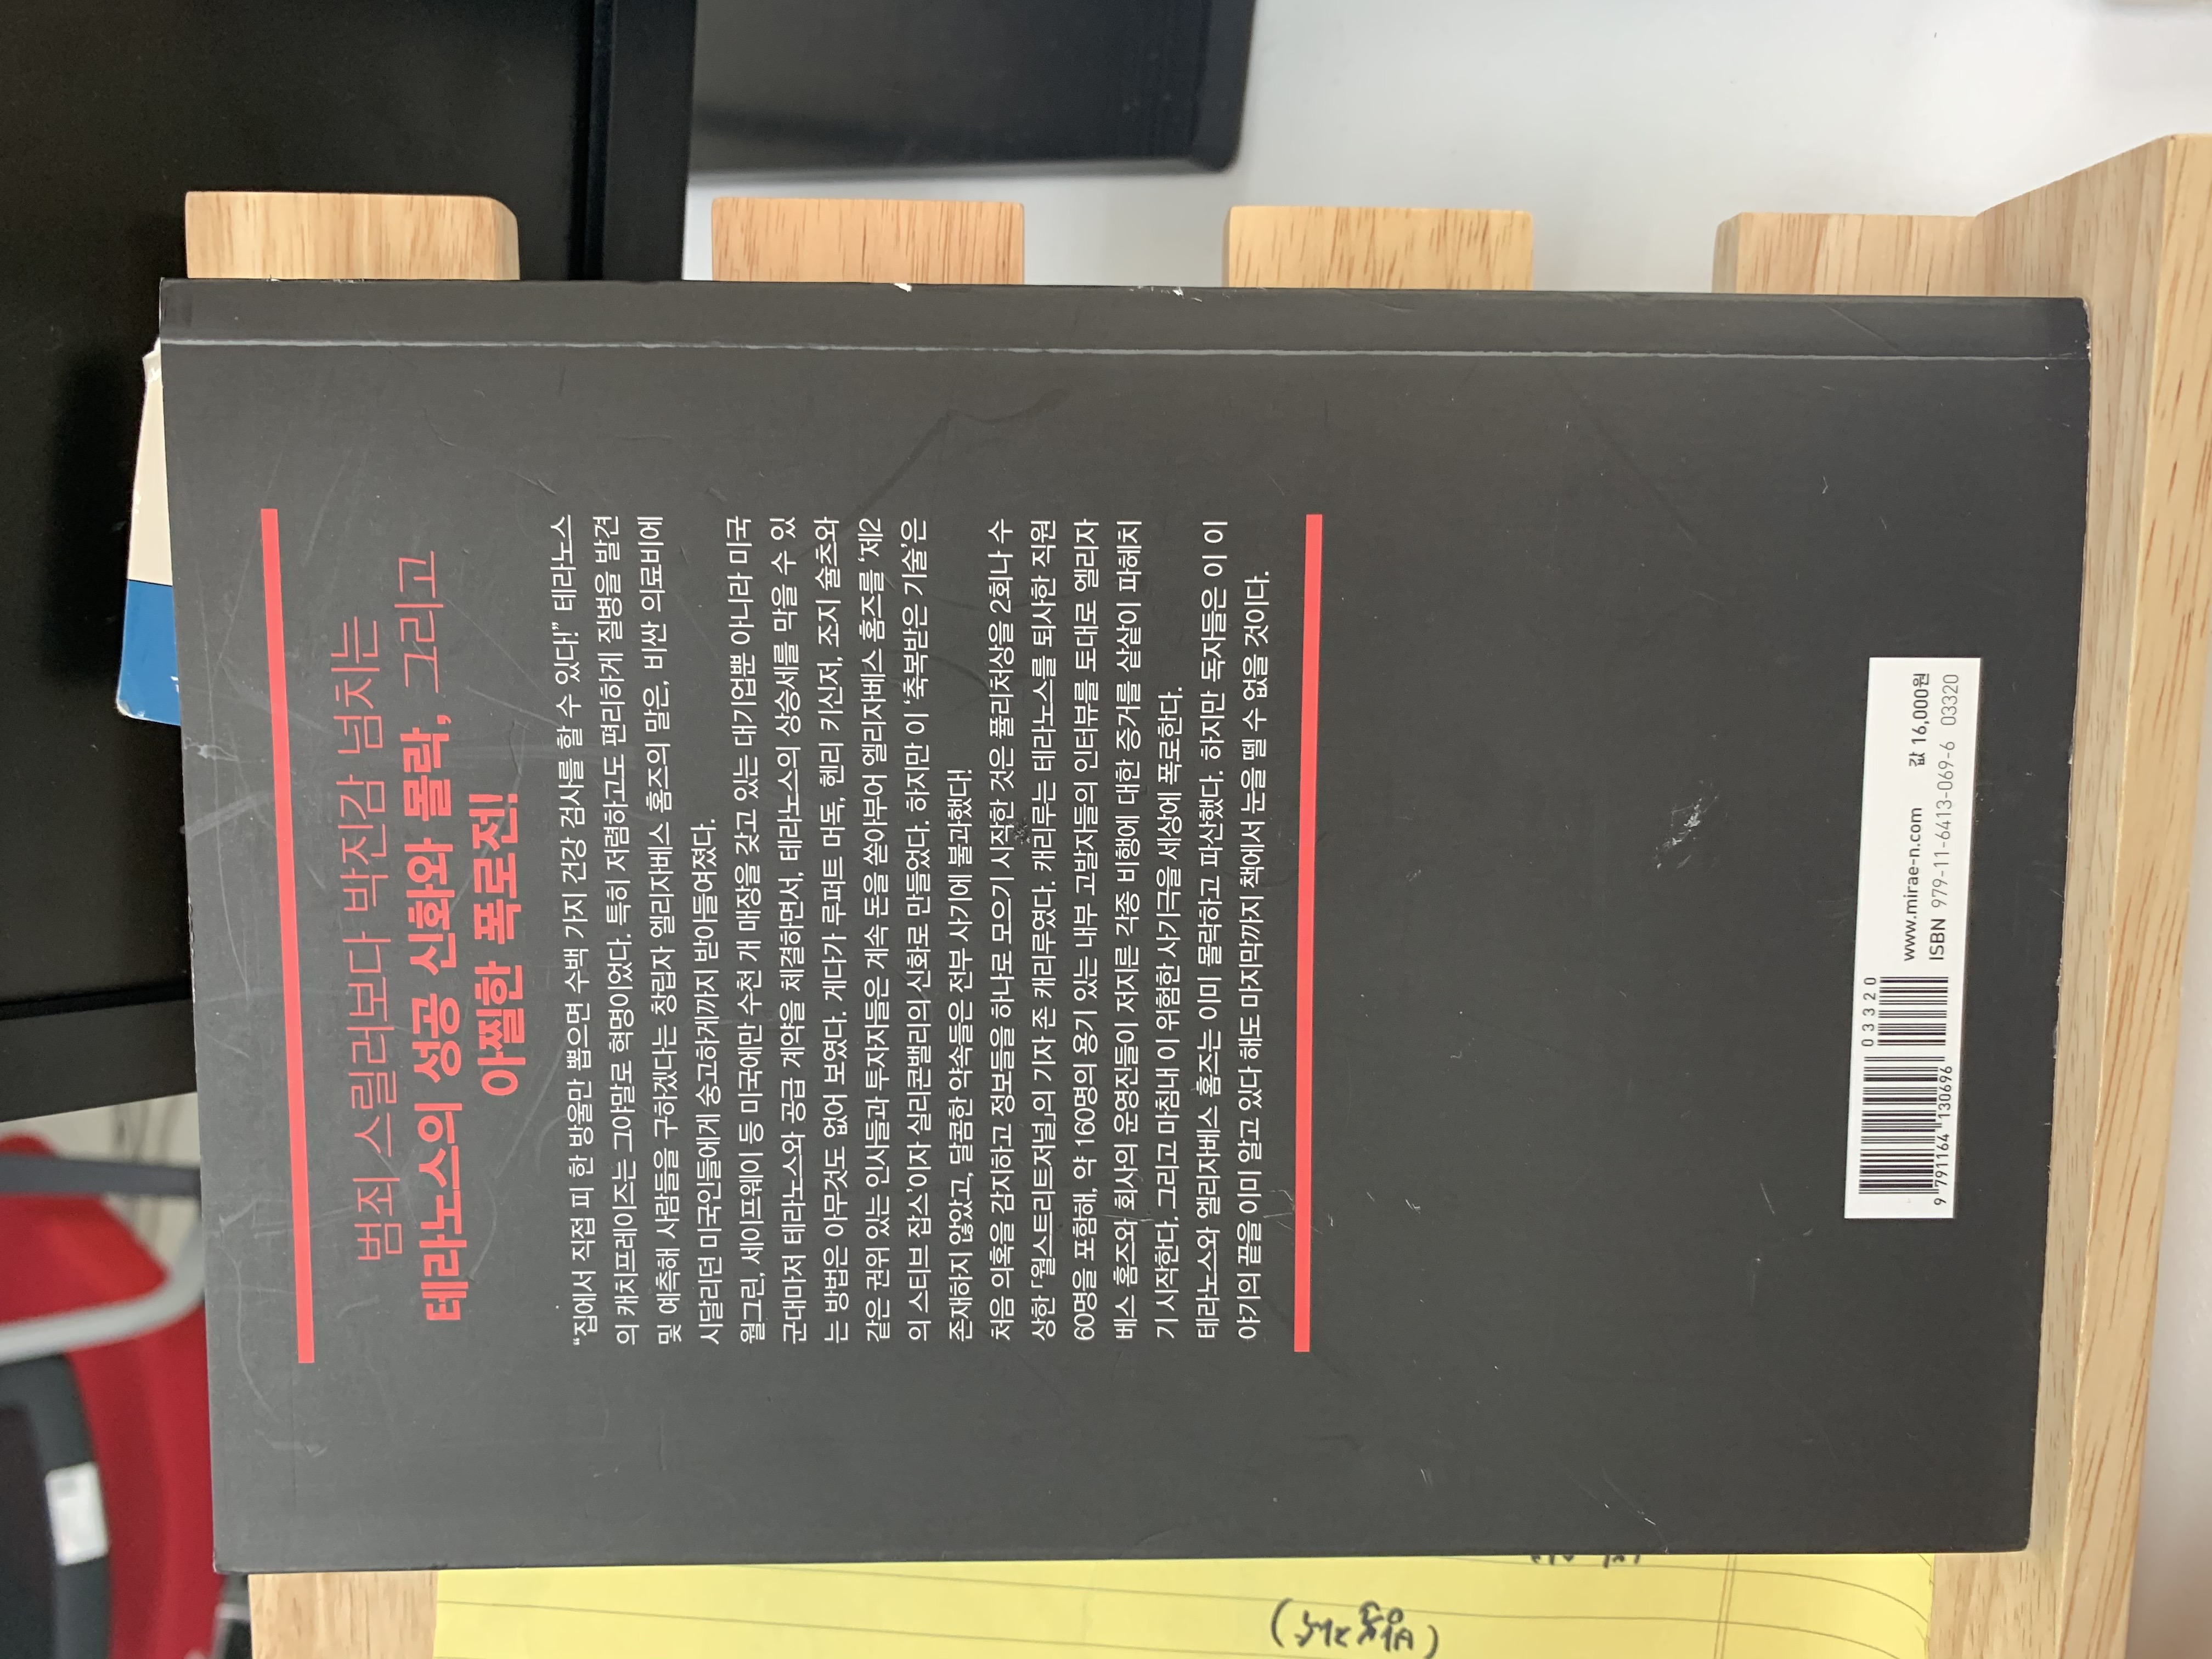 범죄 스릴러보다 박진감 넘치는
테라노스의 성공 신화와 몰락, 그리고
아찔한 폭로전!
“집에서 직접 피 한 방울만 뽑으면 수백 가지 건강 검사를 할 수 있다!” 테라노스
의 캐치프레이즈는 그야말로 혁명이었다. 특히 저렴하고도 편리하게 질병을 발견
및 예측해 사람들을 구하겠다는 창립자 엘리자베스 홈즈의 말은, 비싼 의료비에
시달리던 미국인들에게 숭고하게까지 받아들여졌다.
월그린, 세이프웨이 등 미국에만 수천 개 매장을 갖고 있는 대기업뿐 아니라 미국
군대마저 테라노스와 공급 계약을 체결하면서, 테라노스의 상승세를 막을 수 있
는 방법은 아무것도 없어 보였다. 게다가 루퍼트 머독, 헨리 키신저, 조지 슐츠와
같은 권위 있는 인사들과 투자자들은 계속 돈을 쏟아부어 엘리자베스 홈즈를 ‘제2
의 스티브 잡스’이자 실리콘밸리의 신화로 만들었다. 하지만 이 ‘축복받은 기술’은
존재하지 않았고, 달콤한 약속들은 전부 사기에 불과했다!
처음 의혹을 감지하고 정보들을 하나로 모으기 시작한 것은 퓰리처상을 2회나 수
상한 「월스트리트저널」의 기자 존 캐리루였다. 캐리루는 테라노스를 퇴사한 직원
60명을 포함해, 약 160명의 용기 있는 내부 고발자들의 인터뷰를 토대로 엘리자
베스 홈즈와 회사의 운영진들이 저지른 각종 비행에 대한 증거를 샅샅이 파헤치
기 시작한다. 그리고 마침내 이 위험한 사기극을 세상에 폭로한다.
테라노스와 엘리자베스 홈즈는 이미 몰락하고 파산했다. 하지만 독자들은 이 이
야기의 끝을 이미 알고 있다 해도 마지막까지 책에서 눈을 뗄 수 없을 것이다.
03320
9 791164 130696
www.mirae-n.com 값 16,000원
ISBN 979-11-6413-069-6 03320